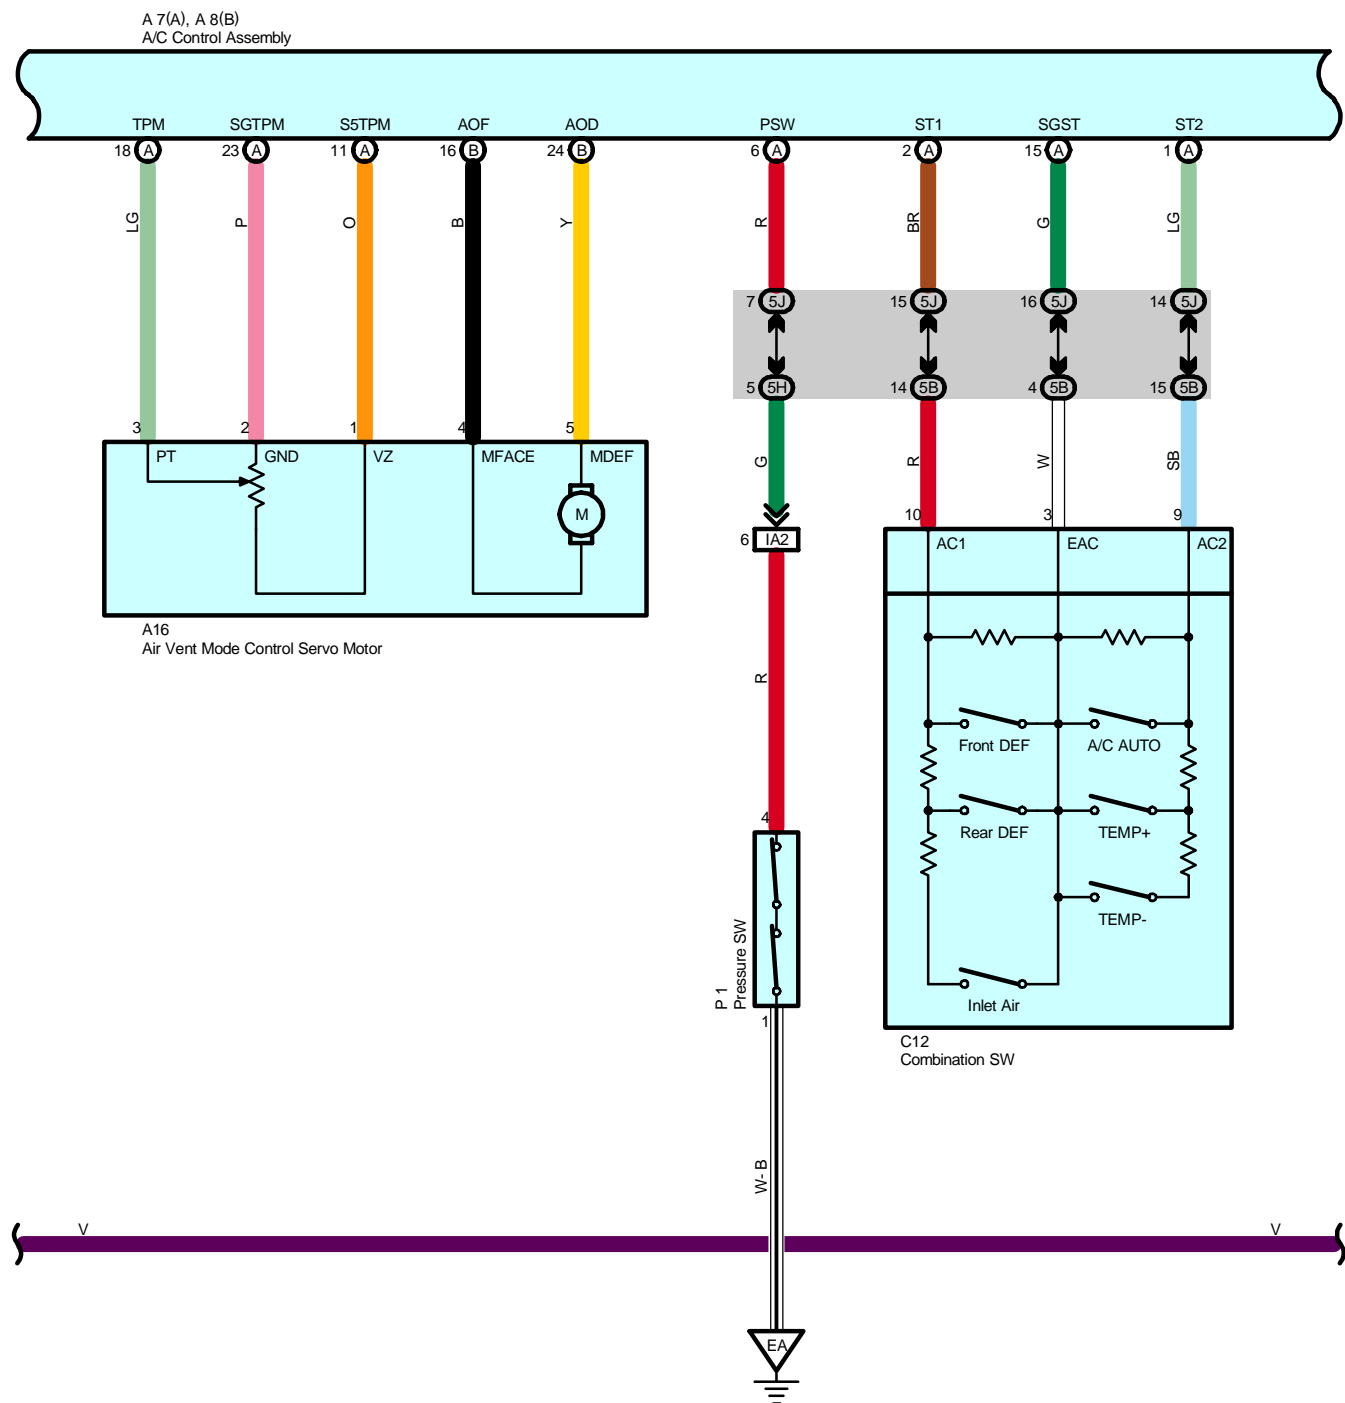 A 7(A), A 8(B)
A/C Control Assembly
TPM SGTPM S5TPM AOF AOD PSW ST1 SGST ST2
18 A 23 A 11 A 16 B 24 B 6 A 2 A 15 A 1 A
LG P O B Y R BR G LG
7 5J 15 5J 16 5J 14 5J
5 5H 14 5B 4 5B 15 5B
3 2 1 4 5
PT GND VZ MFACE MDEF
G R W SB
M
10 3 9
6 IA2
AC1 EAC AC2
A16
Air Vent Mode Control Servo Motor
R
Front DEF A/C AUTO
4
Rear DEF TEMP+
TEMP-
P 1
Pressure SW
Inlet Air
1
C12
Combination SW
W-B
V V
EA